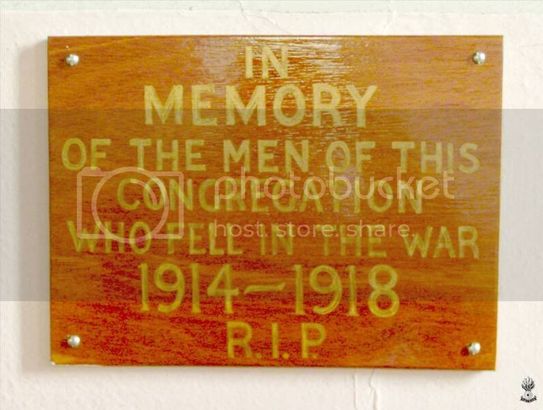 IN
MEMORY
OF THE MEN OF THIS
CONGREGATION
WHO FELL IN THE WAR
1914-1918
R.I.P.
photobucket
host. store. share.